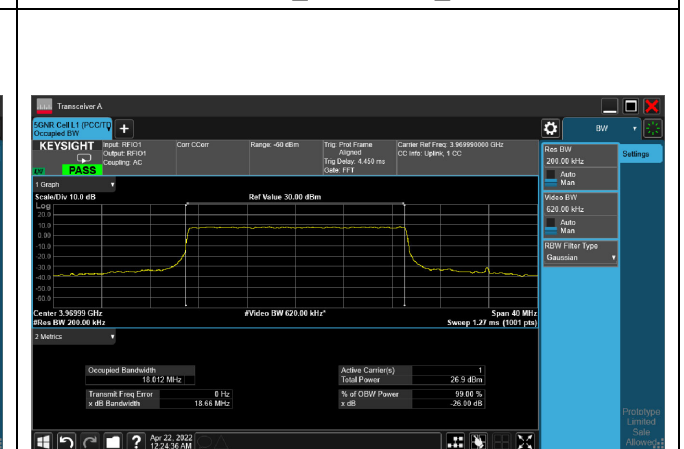 Transceiver A
5GNR Cell L1 (PCC/T
Occupied BW
BW
KEYSIGHT
Input: RFIO1
Output: RFIO1
Coupling: AC
Corr CCorr
Range: -60 dBm
Trig: Prot Frame
Aligned
Trig Delay: 4.450 ms
Gate: FFT
Carrier Ref Freq: 3.969990000 GHz
CC Info: Uplink, 1 CC
PASS
Res BW
200.00 kHz
Auto
Man
Settings
Video BW
620.00 kHz
Auto
Man
RBW Filter Type
Gaussian
1 Graph
Scale/Div 10.0 dB
Ref Value 30.00 dBm
Log
20.0
10.0
0.00
-10.0
-20.0
-30.0
-40.0
-50.0
-60.0
Center 3.96999 GHz
#Video BW 620.00 kHz*
Span 40 MHz
#Res BW 200.00 kHz
Sweep 1.27 ms (1001 pts)
2 Metrics
Occupied Bandwidth
18.012 MHz
Active Carrier(s) 1
Total Power 26.9 dBm
Transmit Freq Error 0 Hz
x dB Bandwidth 18.66 MHz
% of OBW Power 99.00 %
x dB -26.00 dB
Prototype
Limited
Sale
Allowed
Apr 22, 2022
12:24:36 AM